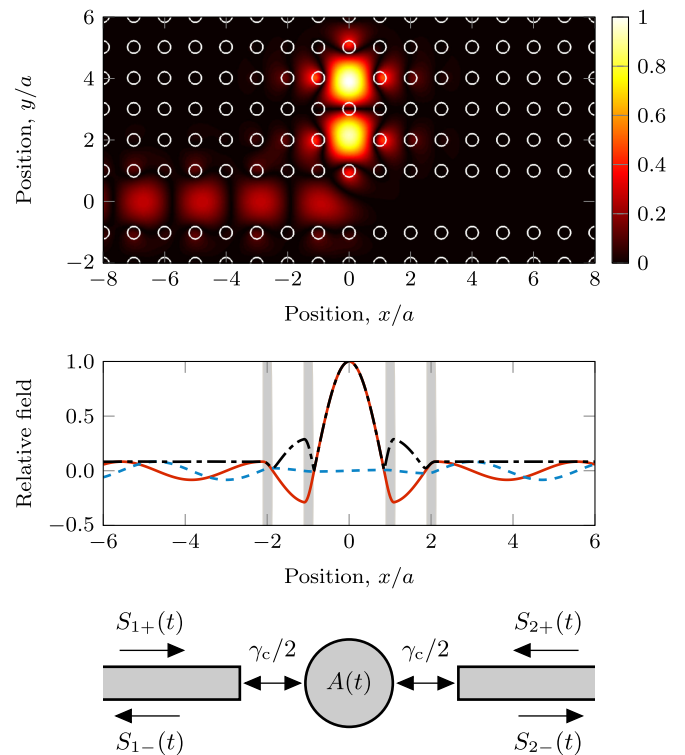 6
4
2
0
−2
Position, y/a
−8 −6 −4 −2 0 2 4 6 8
Position, x/a
1
0.8
0.6
0.4
0.2
0
1.0
0.5
0.0
−0.5
Relative field
−6 −4 −2 0 2 4 6
Position, x/a
S₁₊(t) S₂₊(t)
γc/2 γc/2
A(t)
S₁₋(t) S₂₋(t)